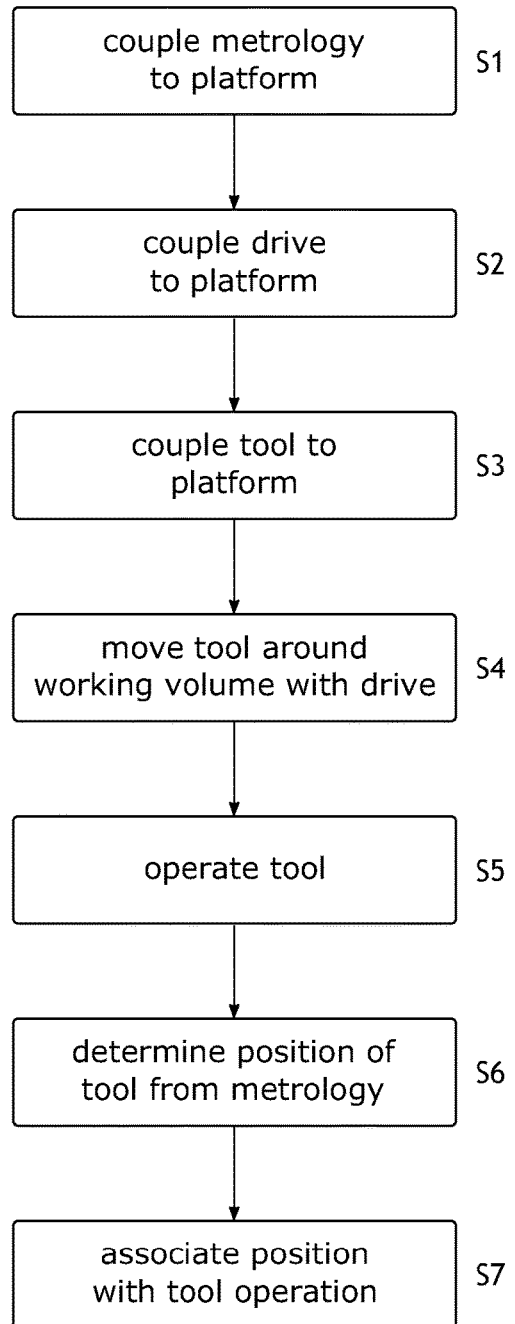 couple metrology
to platform
S1
couple drive
to platform
S2
couple tool to
platform
S3
move tool around
working volume with drive
S4
operate tool
S5
determine position of
tool from metrology
S6
associate position
with tool operation
S7